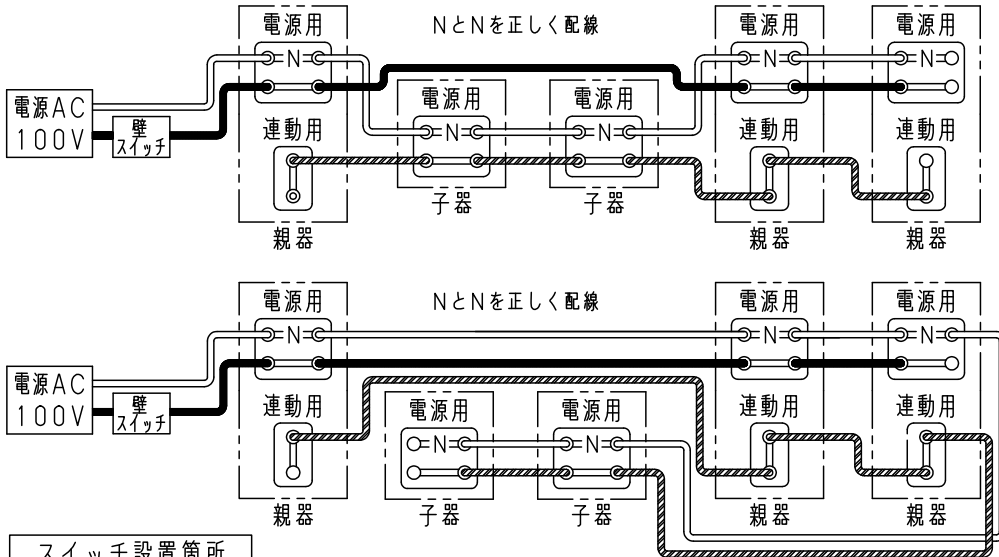 電源用
NとNを正しく配線
電源用
電源用
N
N
N
電源AC
100V
壁
スイッチ
電源用
電源用
N
N
連動用
連動用
連動用
子器
子器
親器
親器
親器
電源用
NとNを正しく配線
電源用
電源用
N
N
N
電源AC
100V
壁
スイッチ
連動用
電源用
電源用
連動用
連動用
N
N
親器
子器
子器
親器
親器
スイッチ設置箇所